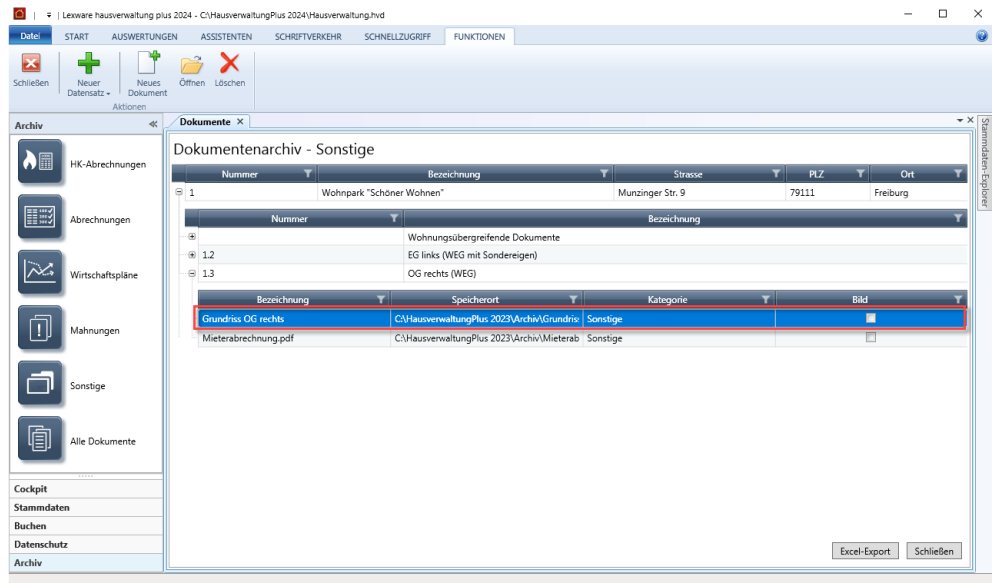 Lexware hausverwaltung plus 2024 - C:\HausverwaltungPlus 2024\Hausverwaltung.hvd
Datei START AUSWERTUNGEN ASSISTENTEN SCHRIFTVERKEHR SCHNELLZUGRIFF FUNKTIONEN
Schließen
Neuer Datensatz
Neues Dokument
Öffnen
Löschen
Aktionen
Archiv
HK-Abrechnungen
Abrechnungen
Wirtschaftspläne
Mahnungen
Sonstige
Alle Dokumente
Cockpit
Stammdaten
Buchen
Datenschutz
Archiv
Dokumente
Dokumentenarchiv - Sonstige
Nummer Bezeichnung Strasse PLZ Ort
1 Wohnpark "Schöner Wohnen" Munzinger Str. 9 79111 Freiburg
Nummer Bezeichnung
Wohnungsübergreifende Dokumente
1.2 EG links (WEG mit Sondereigen)
1.3 OG rechts (WEG)
Bezeichnung Speicherort Kategorie Bild
Grundriss OG rechts C:\HausverwaltungPlus 2023\Archiv\Grundris Sonstige
Mieterabrechnung.pdf C:\HausverwaltungPlus 2023\Archiv\Mieterab Sonstige
Excel-Export Schließen
Stammdaten-Explorer